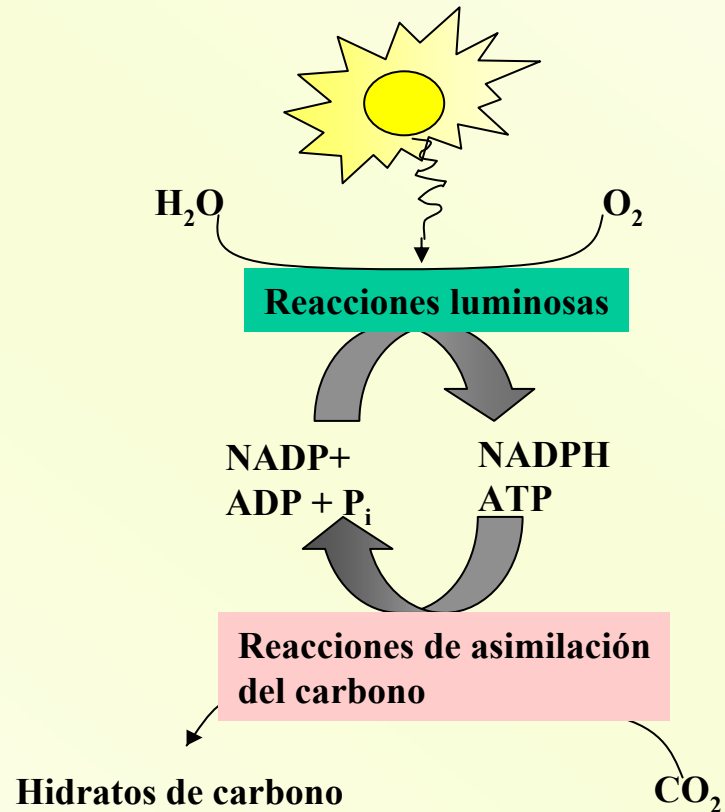 H₂O
O₂
Reacciones luminosas
NADP+
ADP + Pᵢ
NADPH
ATP
Reacciones de asimilación
del carbono
Hidratos de carbono
CO₂